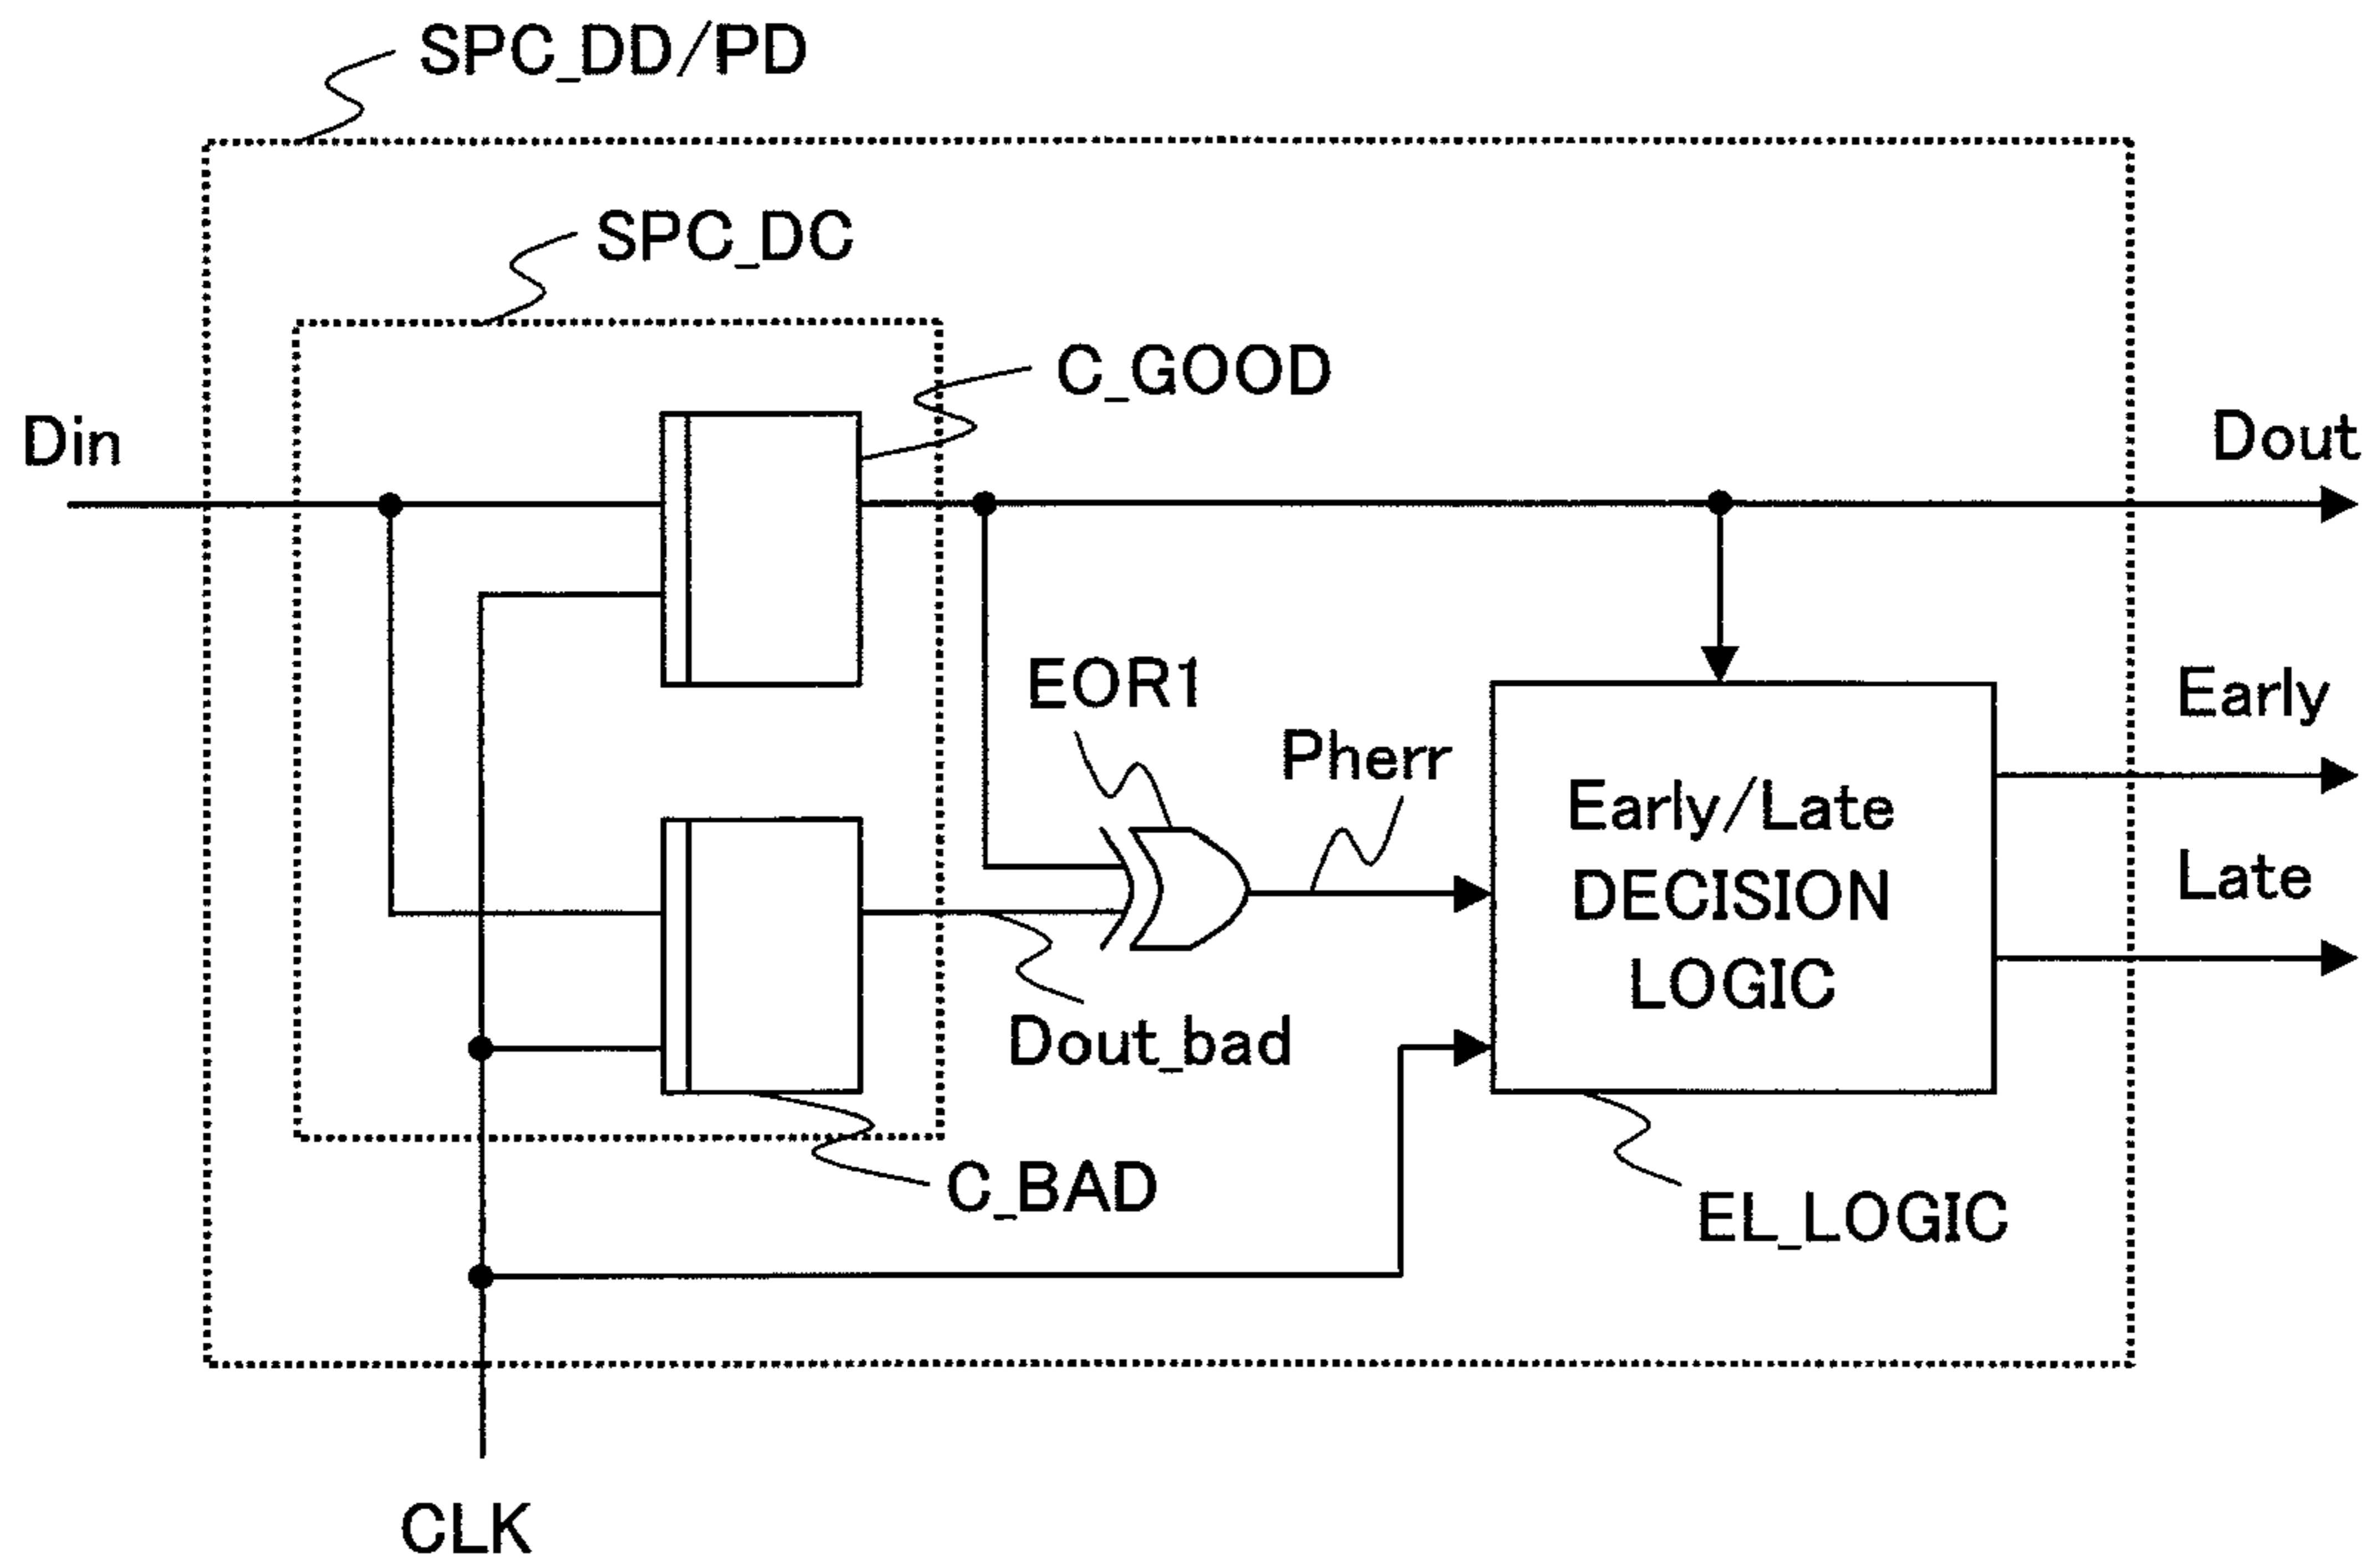 SPC_DD/PD
SPC_DC
C_GOOD
Din
Dout
EOR1
Pherr
Early
Early/Late
DECISION
LOGIC
Late
Dout_bad
C_BAD
EL_LOGIC
CLK